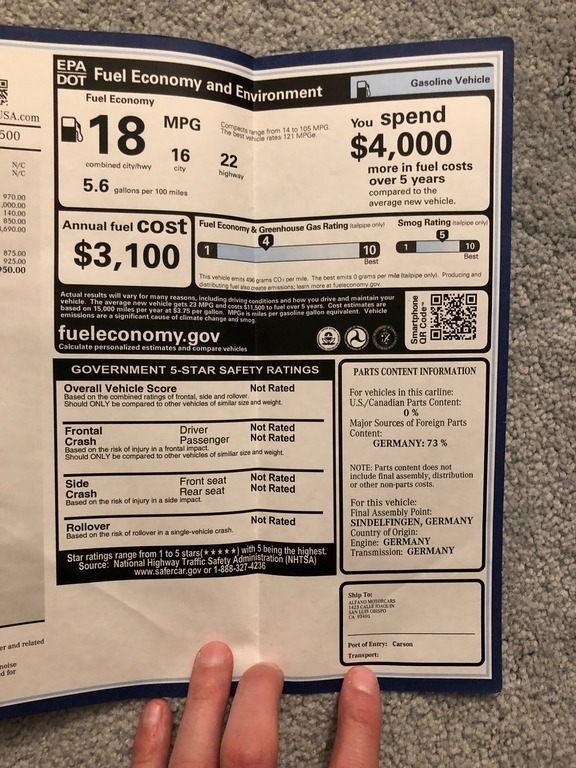 USA.com
500
N/C
N/C
970.00
,000.00
140.00
850.00
,690.00
875.00
925.00
950.00
er and related
noise
d for
EPA
DOT
Fuel Economy and Environment
Gasoline Vehicle
Fuel Economy
18
MPG
combined city/hwy
16
city
22
highway
Compacts range from 14 to 105 MPG.
The best vehicle rates 121 MPGe.
5.6 gallons per 100 miles
You spend
$4,000
more in fuel costs
over 5 years
compared to the
average new vehicle.
Annual fuel cost
$3,100
Fuel Economy & Greenhouse Gas Rating (tailpipe only)
1
4
10
Best
Smog Rating (tailpipe only)
1
5
10
Best
This vehicle emits 496 grams CO₂ per mile. The best emits 0 grams per mile (tailpipe only). Producing and
distributing fuel also create emissions; learn more at fueleconomy.gov.
Actual results will vary for many reasons, including driving conditions and how you drive and maintain your
vehicle. The average new vehicle gets 23 MPG and costs $11,500 to fuel over 5 years. Cost estimates are
based on 15,000 miles per year at $3.75 per gallon. MPGe is miles per gasoline gallon equivalent. Vehicle
emissions are a significant cause of climate change and smog.
fueleconomy.gov
Calculate personalized estimates and compare vehicles
Smartphone
QR Code™
GOVERNMENT 5-STAR SAFETY RATINGS
Overall Vehicle Score Not Rated
Based on the combined ratings of frontal, side and rollover.
Should ONLY be compared to other vehicles of similar size and weight.
Frontal Driver Not Rated
Crash Passenger Not Rated
Based on the risk of injury in a frontal impact.
Should ONLY be compared to other vehicles of similar size and weight.
Side Front seat Not Rated
Crash Rear seat Not Rated
Based on the risk of injury in a side impact.
Rollover Not Rated
Based on the risk of rollover in a single-vehicle crash.
Star ratings range from 1 to 5 stars (★★★★★) with 5 being the highest.
Source: National Highway Traffic Safety Administration (NHTSA)
www.safercar.gov or 1-888-327-4236
PARTS CONTENT INFORMATION
For vehicles in this carline:
U.S./Canadian Parts Content:
0 %
Major Sources of Foreign Parts
Content:
GERMANY: 73 %
NOTE: Parts content does not
include final assembly, distribution
or other non-parts costs.
For this vehicle:
Final Assembly Point:
SINDELFINGEN, GERMANY
Country of Origin:
Engine: GERMANY
Transmission: GERMANY
Ship To:
ALFANO MOTORCARS
1423 CALLE JOAQUIN
SAN LUIS OBISPO
CA 93405
Port of Entry: Carson
Transport: